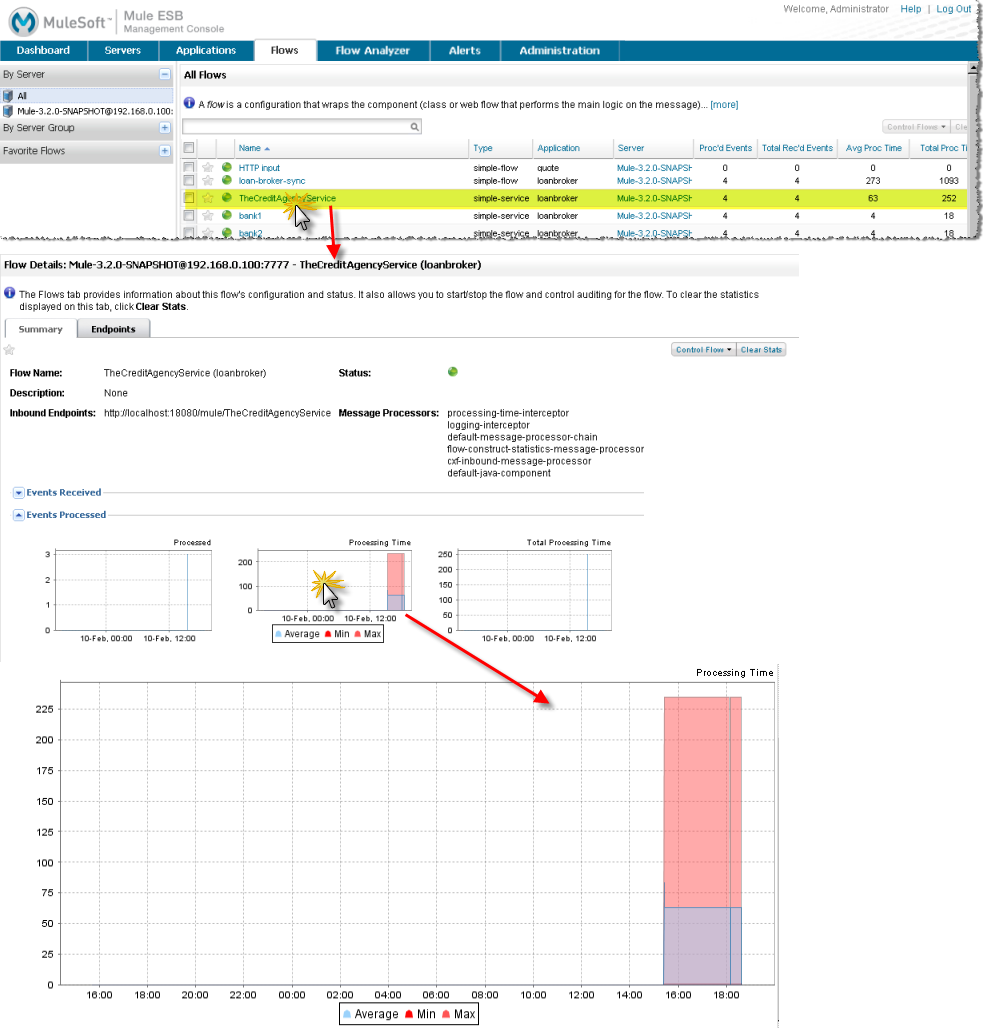 Welcome, Administrator Help | Log Out
MuleSoft™ Mule ESB
Management Console
Dashboard Servers Applications Flows Flow Analyzer Alerts Administration
By Server
All
Mule-3.2.0-SNAPSHOT@192.168.0.100:
By Server Group
Favorite Flows
All Flows
A flow is a configuration that wraps the component (class or web flow that performs the main logic on the message)... [more]
Control Flows Cle
Name Type Application Server Proc'd Events Total Rec'd Events Avg Proc Time Total Proc Ti
HTTP input simple-flow quote Mule-3.2.0-SNAPSH 0 0 0 0
loan-broker-sync simple-flow loanbroker Mule-3.2.0-SNAPSH 4 4 273 1093
TheCreditAgencyService simple-service loanbroker Mule-3.2.0-SNAPSH 4 4 63 252
bank1 simple-service loanbroker Mule-3.2.0-SNAPSH 4 4 4 18
bank2 simple-service loanbroker Mule-3.2.0-SNAPSH 4 4 4 18
Flow Details: Mule-3.2.0-SNAPSHOT@192.168.0.100:7777 - TheCreditAgencyService (loanbroker)
The Flows tab provides information about this flow's configuration and status. It also allows you to start/stop the flow and control auditing for the flow. To clear the statistics
displayed on this tab, click Clear Stats.
Summary Endpoints
Control Flow Clear Stats
Flow Name: TheCreditAgencyService (loanbroker) Status:
Description: None
Inbound Endpoints: http://localhost:18080/mule/TheCreditAgencyService Message Processors: processing-time-interceptor
logging-interceptor
default-message-processor-chain
flow-construct-statistics-message-processor
cxf-inbound-message-processor
default-java-component
Events Received
Events Processed
Processed
3
2
1
0
10-Feb, 00:00 10-Feb, 12:00
Processing Time
200
100
0
10-Feb, 00:00 10-Feb, 12:00
Average Min Max
Total Processing Time
250
200
150
100
50
0
10-Feb, 00:00 10-Feb, 12:00
Processing Time
225
200
175
150
125
100
75
50
25
0
16:00 18:00 20:00 22:00 00:00 02:00 04:00 06:00 08:00 10:00 12:00 14:00 16:00 18:00
Average Min Max